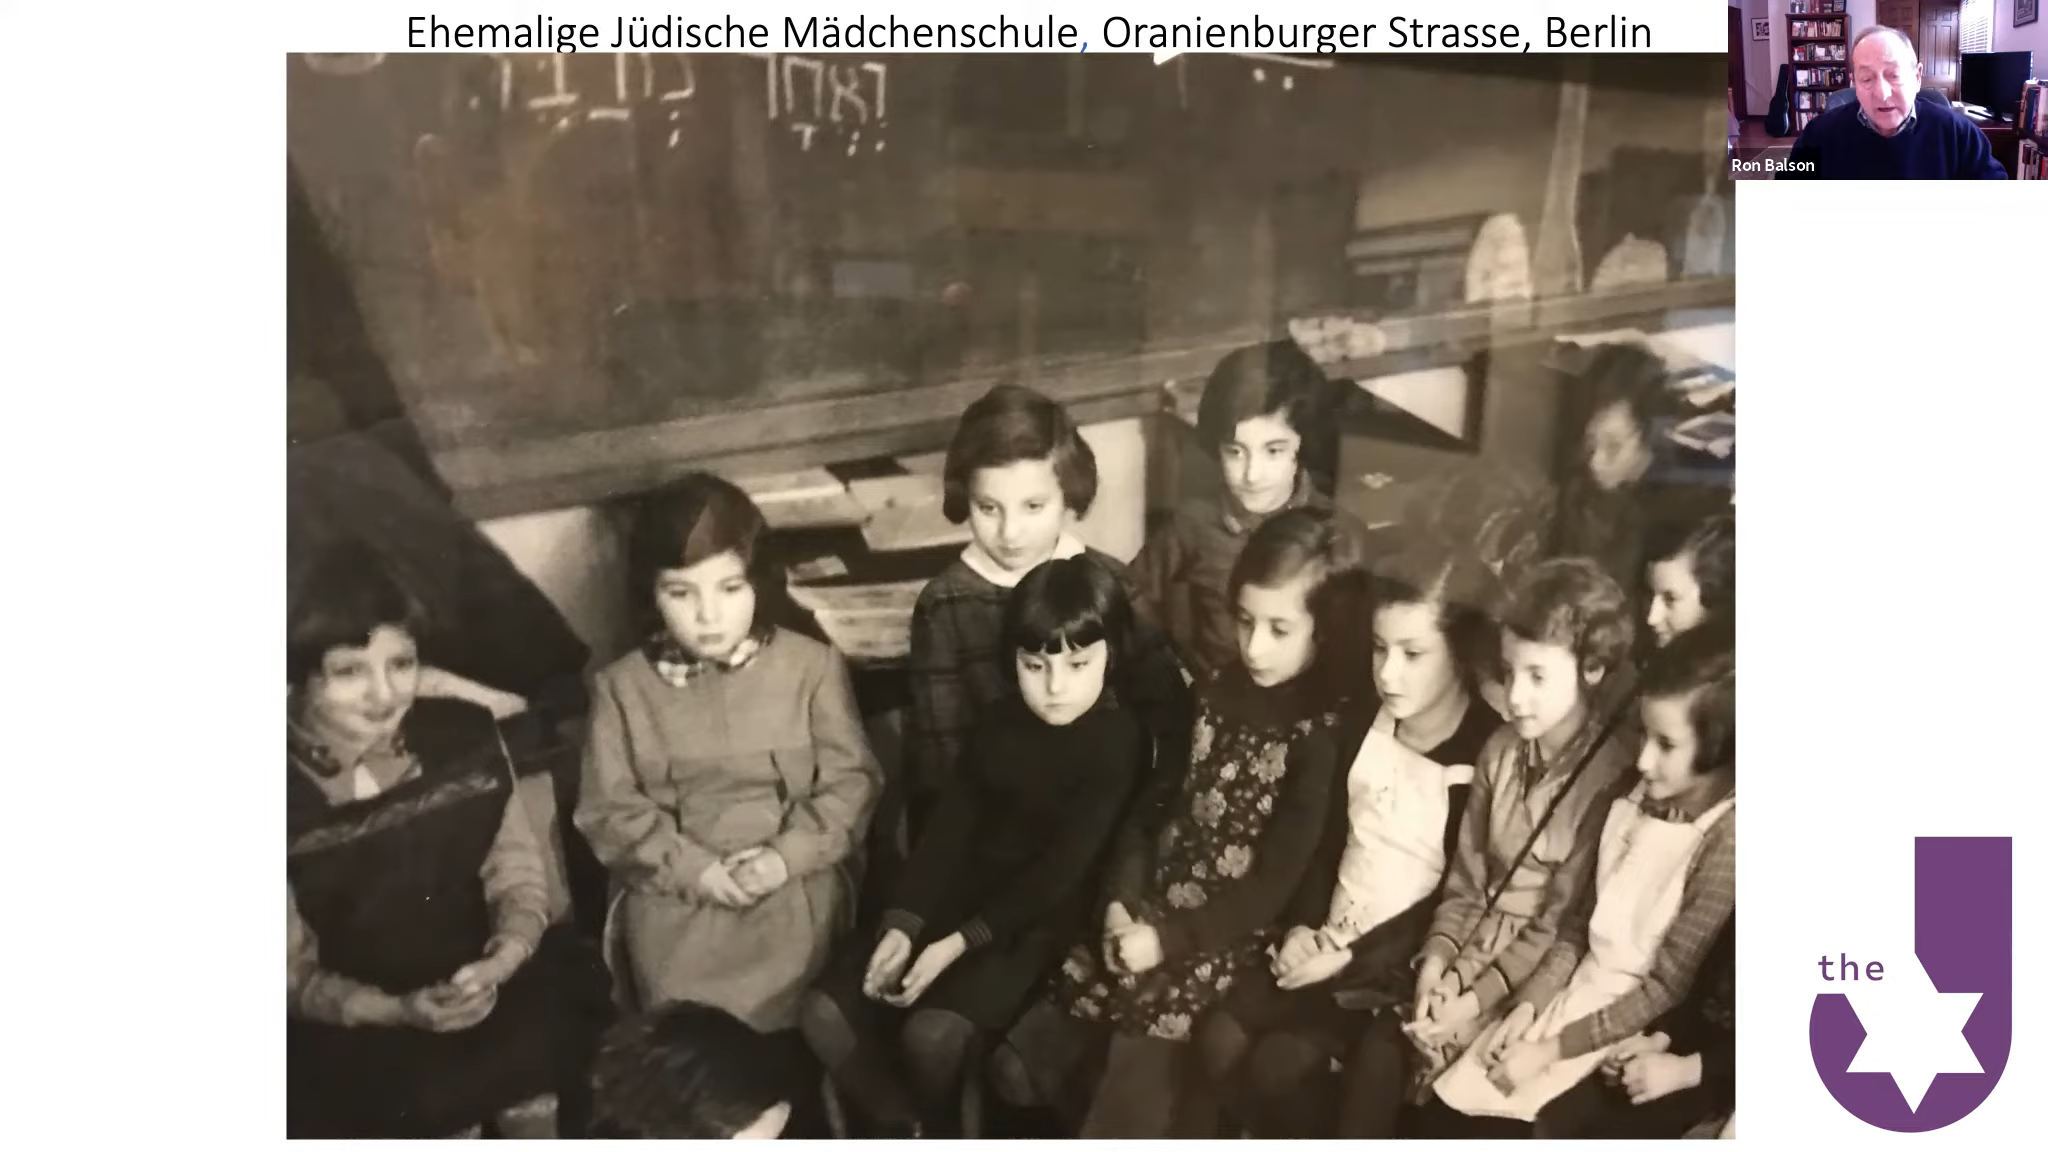 Ehemalige Jüdische Mädchenschule, Oranienburger Strasse, Berlin
Ron Balson
the